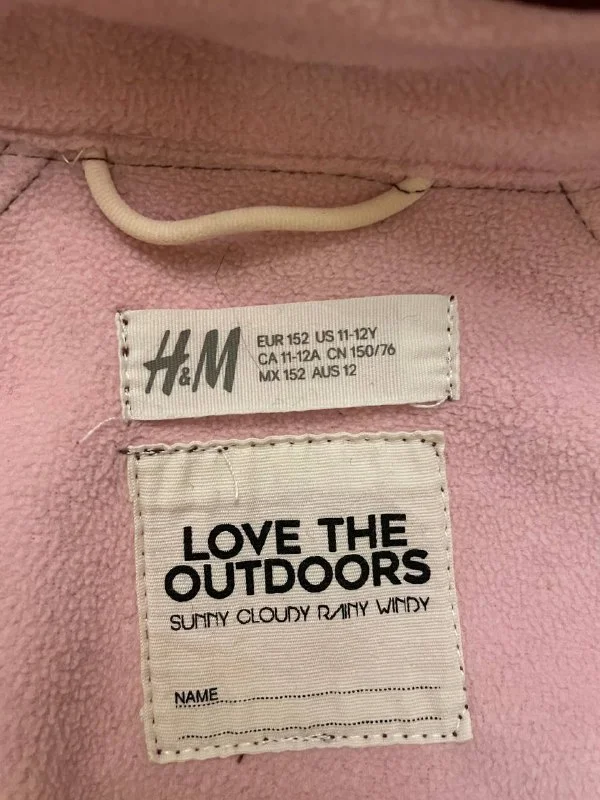 H&M
EUR 152 US 11-12Y
CA 11-12A CN 150/76
MX 152 AUS 12
LOVE THE
OUTDOORS
SUNNY CLOUDY RAINY WINDY
NAME